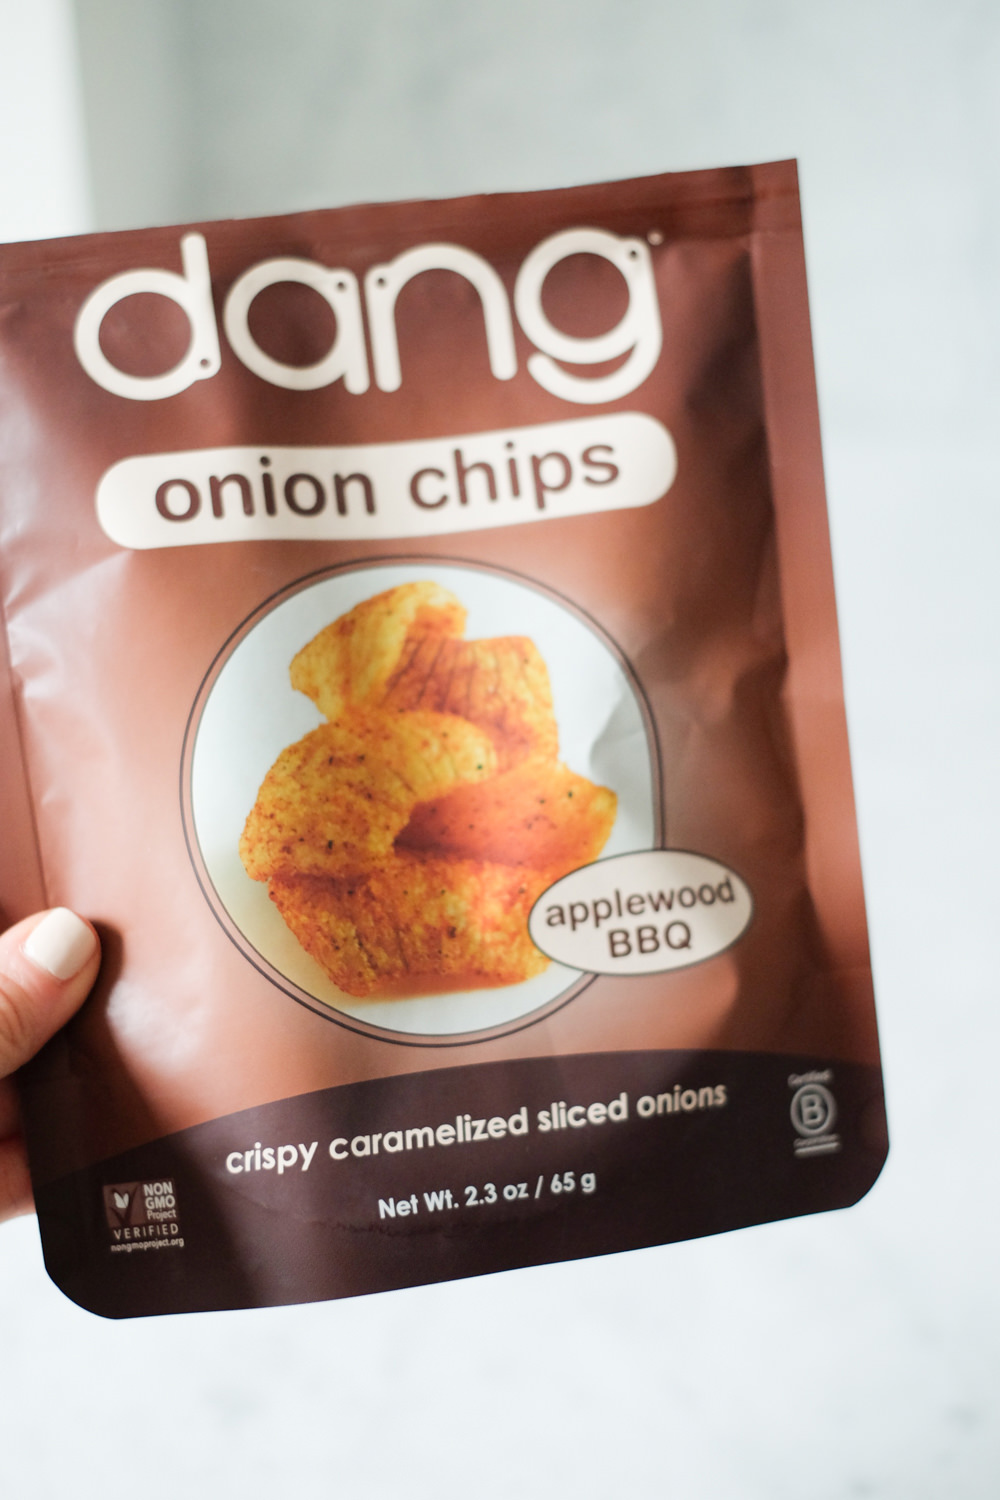 dang
onion chips
applewood
BBQ
crispy caramelized sliced onions
Net Wt. 2.3 oz / 65 g
NON
GMO
Project
VERIFIED
nongmoproject.org
Certified
B
Corporation